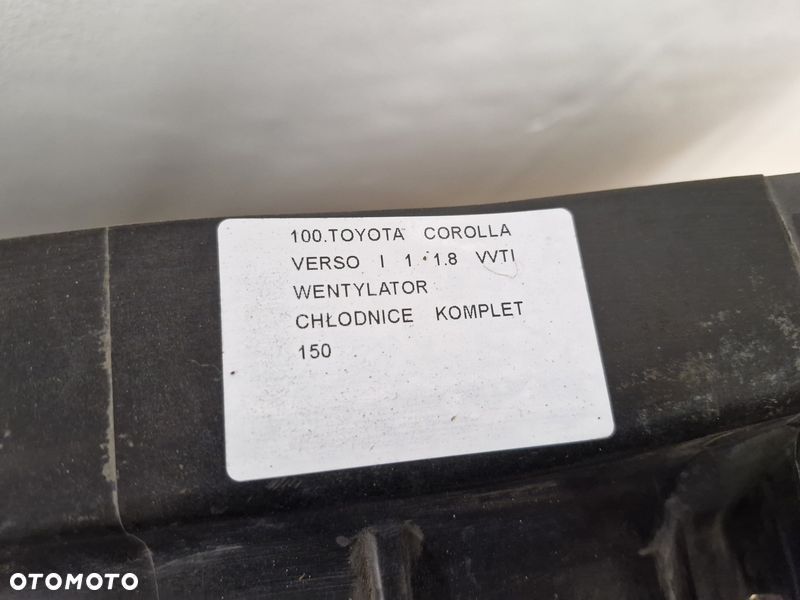 100.TOYOTA COROLLA
VERSO I 1 1.8 VVTI
WENTYLATOR
CHŁODNICE KOMPLET
150
OTOMOTO